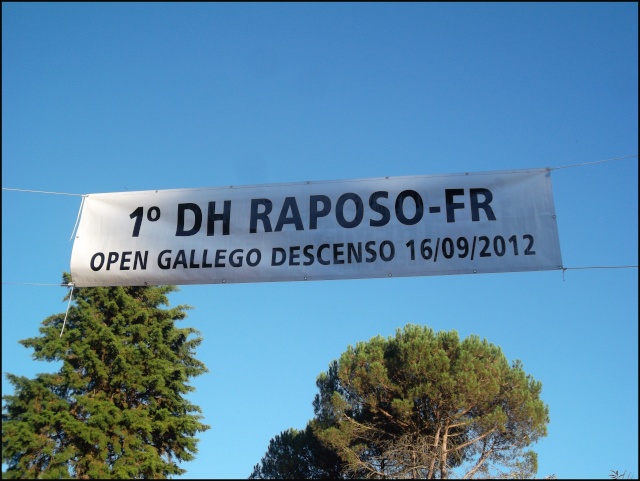 1º DH RAPOSO-FR
OPEN GALLEGO DESCENSO 16/09/2012